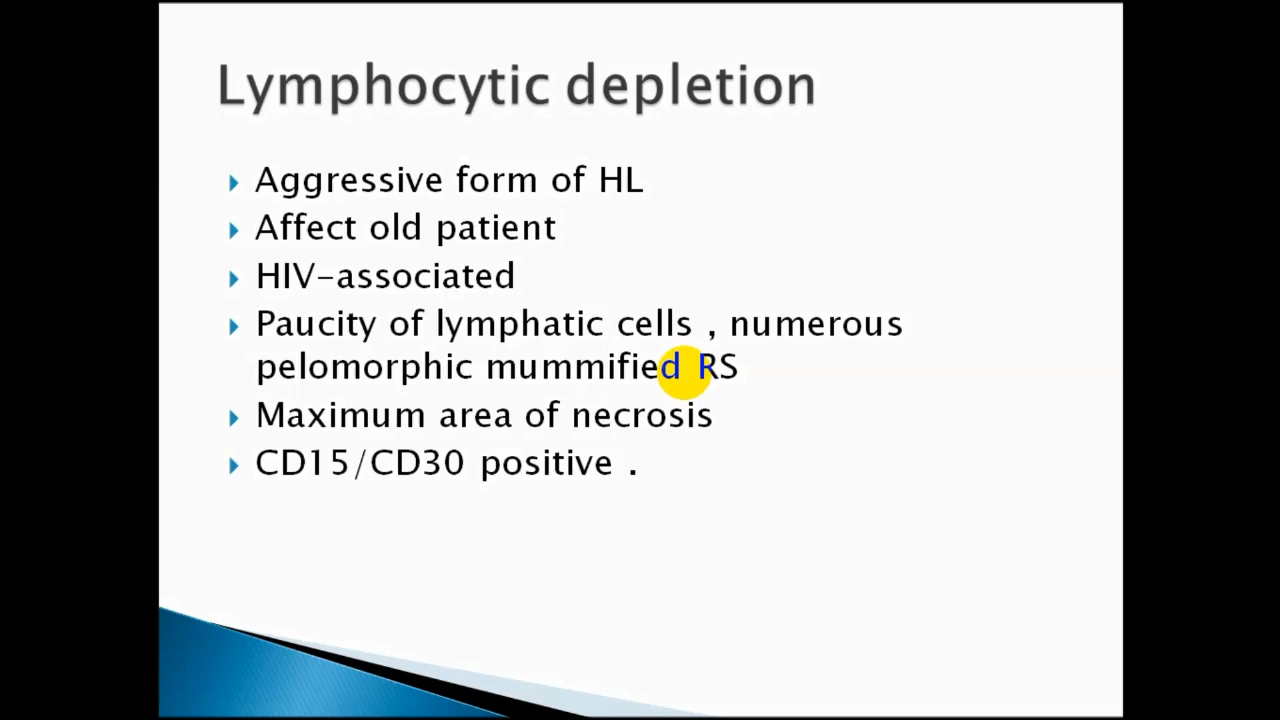 Lymphocytic depletion
Aggressive form of HL
Affect old patient
HIV-associated
Paucity of lymphatic cells , numerous
pelomorphic mummified RS
Maximum area of necrosis
CD15/CD30 positive .